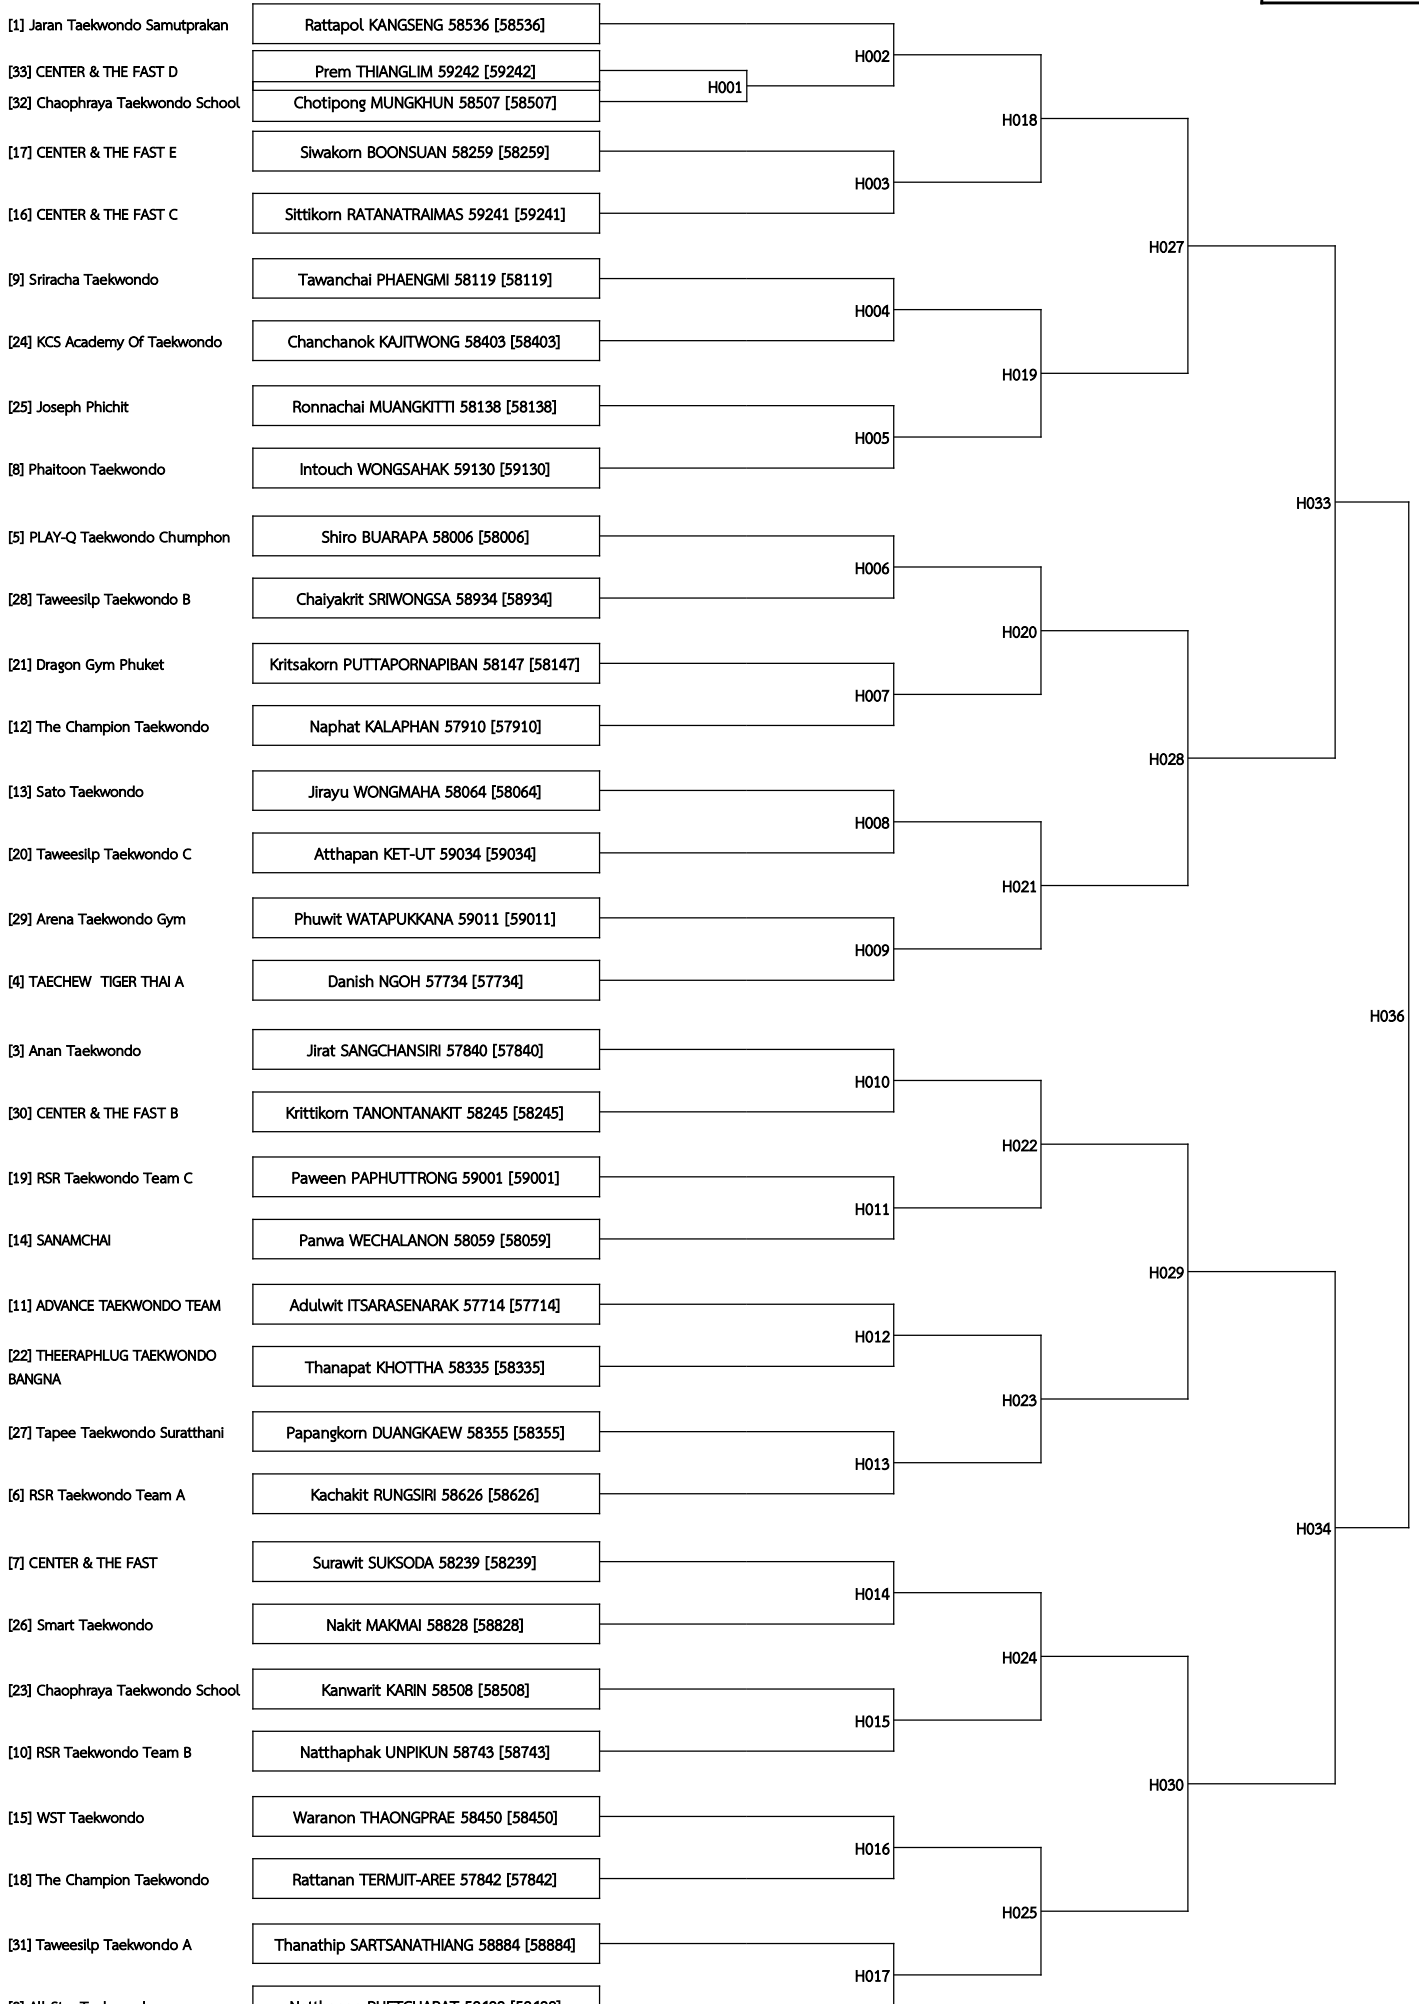 [1] Jaran Taekwondo Samutprakan
Rattapol KANGSENG 58536 [58536]
H002
[33] CENTER & THE FAST D
Prem THIANGLIM 59242 [59242]
H001
[32] Chaophraya Taekwondo School
Chotipong MUNGKHUN 58507 [58507]
H018
[17] CENTER & THE FAST E
Siwakorn BOONSUAN 58259 [58259]
H003
[16] CENTER & THE FAST C
Sittikorn RATANATRAIMAS 59241 [59241]
H027
[9] Sriracha Taekwondo
Tawanchai PHAENGMI 58119 [58119]
H004
[24] KCS Academy Of Taekwondo
Chanchanok KAJITWONG 58403 [58403]
H019
[25] Joseph Phichit
Ronnachai MUANGKITTI 58138 [58138]
H005
[8] Phaitoon Taekwondo
Intouch WONGSAHAK 59130 [59130]
H033
[5] PLAY-Q Taekwondo Chumphon
Shiro BUARAPA 58006 [58006]
H006
[28] Taweesilp Taekwondo B
Chaiyakrit SRIWONGSA 58934 [58934]
H020
[21] Dragon Gym Phuket
Kritsakorn PUTTAPORNAPIBAN 58147 [58147]
H007
[12] The Champion Taekwondo
Naphat KALAPHAN 57910 [57910]
H028
[13] Sato Taekwondo
Jirayu WONGMAHA 58064 [58064]
H008
[20] Taweesilp Taekwondo C
Atthapan KET-UT 59034 [59034]
H021
[29] Arena Taekwondo Gym
Phuwit WATAPUKKANA 59011 [59011]
H009
[4] TAECHEW  TIGER THAI A
Danish NGOH 57734 [57734]
H036
[3] Anan Taekwondo
Jirat SANGCHANSIRI 57840 [57840]
H010
[30] CENTER & THE FAST B
Krittikorn TANONTANAKIT 58245 [58245]
H022
[19] RSR Taekwondo Team C
Paween PAPHUTTRONG 59001 [59001]
H011
[14] SANAMCHAI
Panwa WECHALANON 58059 [58059]
H029
[11] ADVANCE TAEKWONDO TEAM
Adulwit ITSARASENARAK 57714 [57714]
H012
[22] THEERAPHLUG TAEKWONDO
BANGNA
Thanapat KHOTTHA 58335 [58335]
H023
[27] Tapee Taekwondo Suratthani
Papangkorn DUANGKAEW 58355 [58355]
H013
[6] RSR Taekwondo Team A
Kachakit RUNGSIRI 58626 [58626]
H034
[7] CENTER & THE FAST
Surawit SUKSODA 58239 [58239]
H014
[26] Smart Taekwondo
Nakit MAKMAI 58828 [58828]
H024
[23] Chaophraya Taekwondo School
Kanwarit KARIN 58508 [58508]
H015
[10] RSR Taekwondo Team B
Natthaphak UNPIKUN 58743 [58743]
H030
[15] WST Taekwondo
Waranon THAONGPRAE 58450 [58450]
H016
[18] The Champion Taekwondo
Rattanan TERMJIT-AREE 57842 [57842]
H025
[31] Taweesilp Taekwondo A
Thanathip SARTSANATHIANG 58884 [58884]
H017